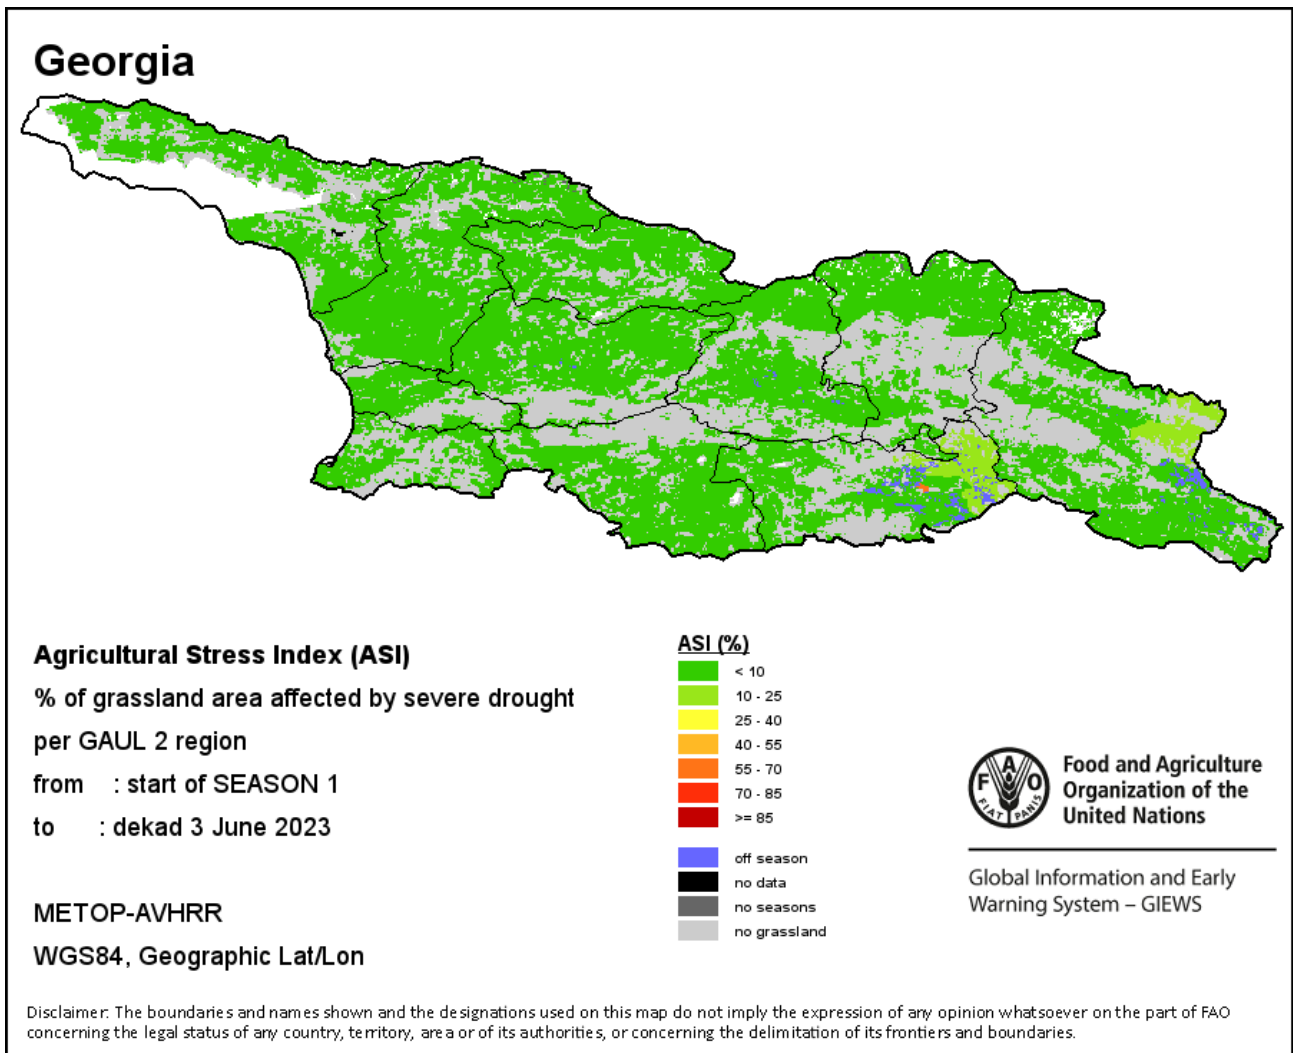 Georgia
Agricultural Stress Index (ASI)
% of grassland area affected by severe drought
per GAUL 2 region
from : start of SEASON 1
to : dekad 3 June 2023
METOP-AVHRR
WGS84, Geographic Lat/Lon
ASI (%)
< 10
10 - 25
25 - 40
40 - 55
55 - 70
70 - 85
>= 85
off season
no data
no seasons
no grassland
F A O
FIAT PANIS
Food and Agriculture
Organization of the
United Nations
Global Information and Early
Warning System – GIEWS
Disclaimer: The boundaries and names shown and the designations used on this map do not imply the expression of any opinion whatsoever on the part of FAO
concerning the legal status of any country, territory, area or of its authorities, or concerning the delimitation of its frontiers and boundaries.